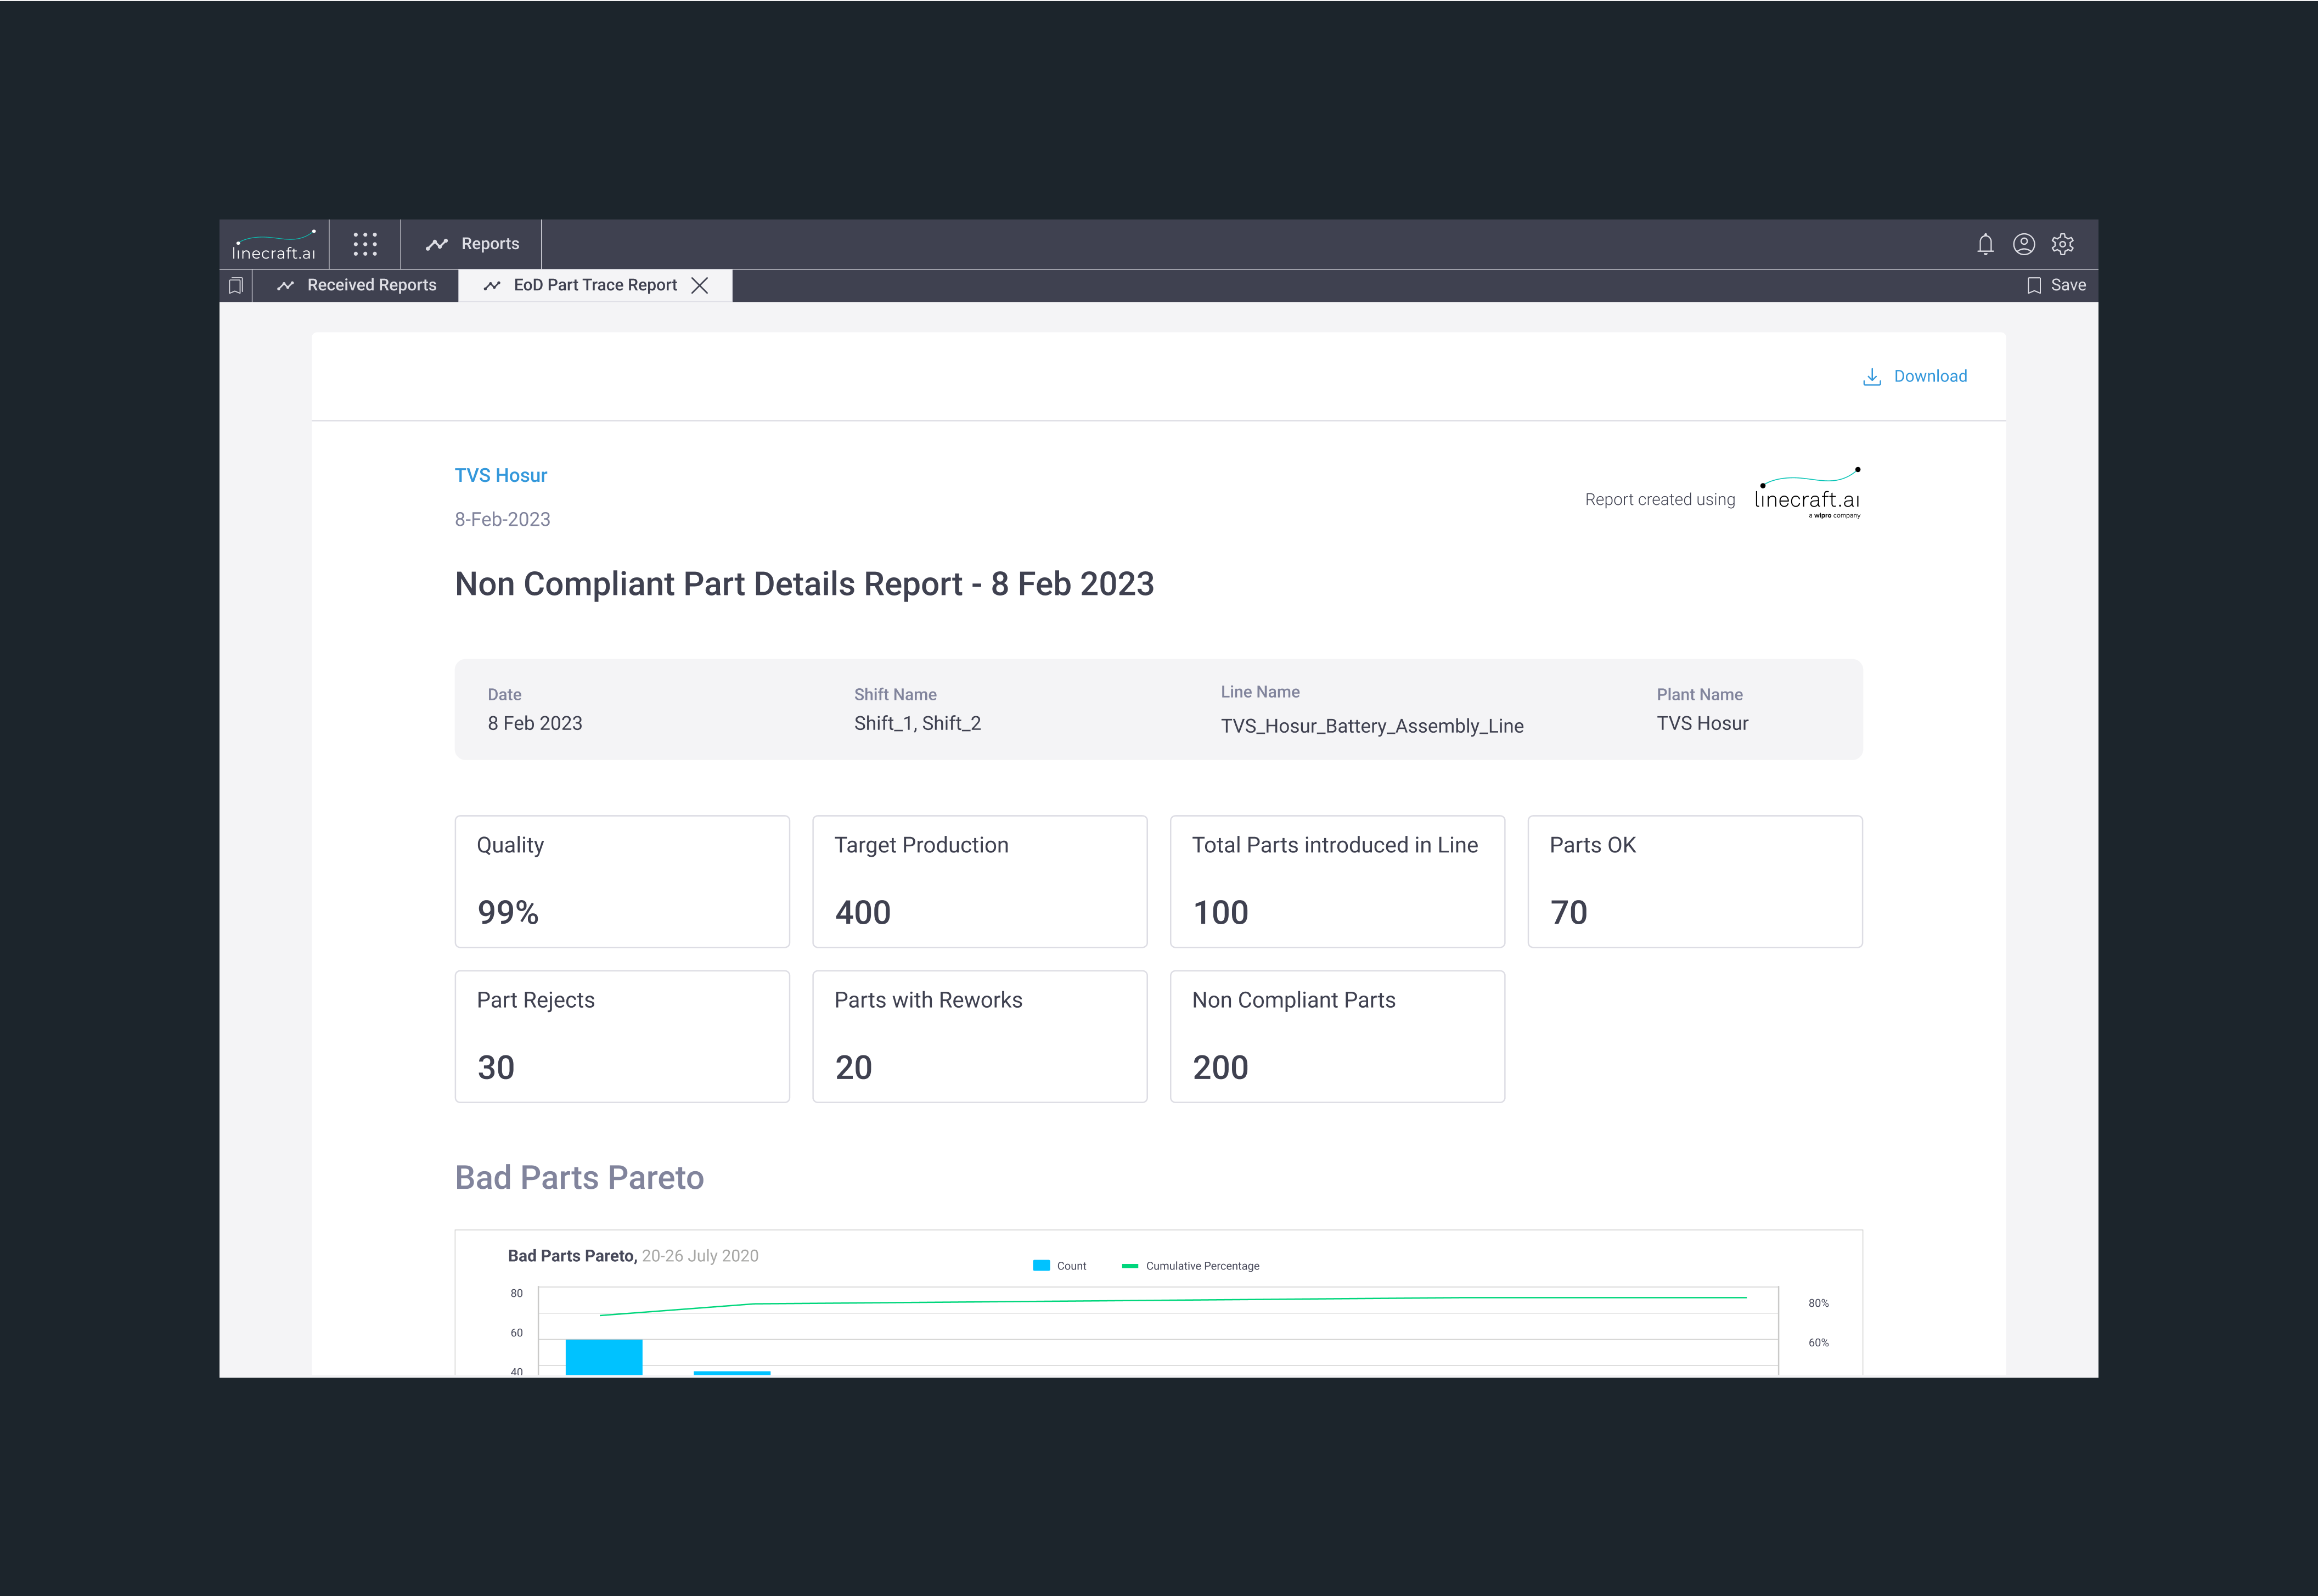 linecraft.ai
Reports
Received Reports
EoD Part Trace Report
Save
Download
TVS Hosur
8-Feb-2023
Report created using
linecraft.ai
a wipro company
Non Compliant Part Details Report - 8 Feb 2023
Date
8 Feb 2023
Shift Name
Shift_1, Shift_2
Line Name
TVS_Hosur_Battery_Assembly_Line
Plant Name
TVS Hosur
Quality
99%
Target Production
400
Total Parts introduced in Line
100
Parts OK
70
Part Rejects
30
Parts with Reworks
20
Non Compliant Parts
200
Bad Parts Pareto
Bad Parts Pareto, 20-26 July 2020
Count
Cumulative Percentage
80
80%
60
60%
40